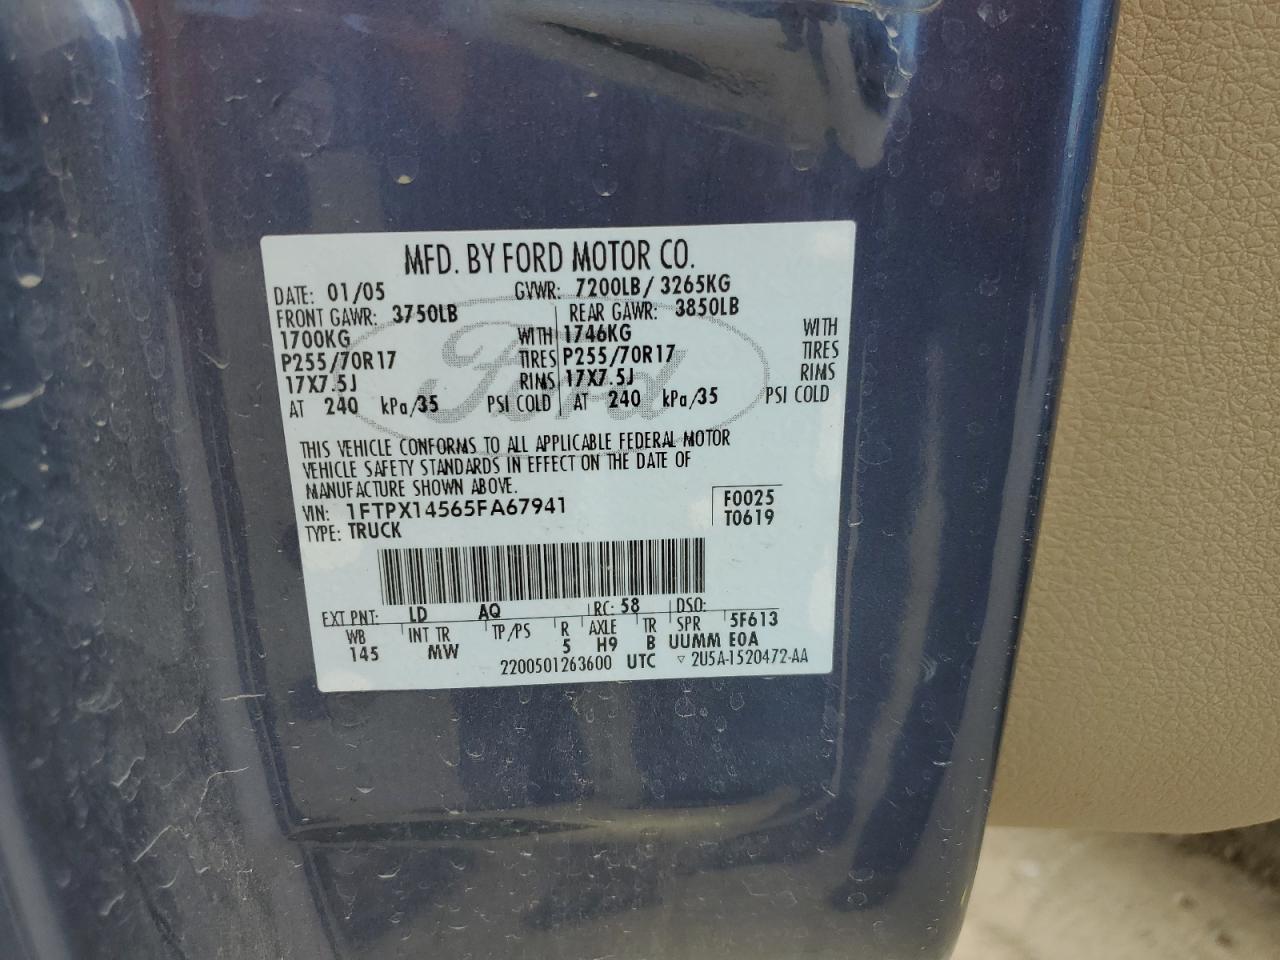 MFD. BY FORD MOTOR CO.
DATE: 01/05 GVWR: 7200LB/ 3265KG
FRONT GAWR: 3750LB REAR GAWR: 3850LB
1700KG WITH 1746KG WITH
P255/70R17 TIRES P255/70R17 TIRES
17X7.5J RIMS 17X7.5J RIMS
AT 240 kPa/35 PSI COLD AT 240 kPa/35 PSI COLD
Ford
THIS VEHICLE CONFORMS TO ALL APPLICABLE FEDERAL MOTOR
VEHICLE SAFETY STANDARDS IN EFFECT ON THE DATE OF
MANUFACTURE SHOWN ABOVE.
VIN: 1FTPX14565FA67941 F0025
TYPE: TRUCK T0619
EXT PNT: LD AQ RC: 58 DSO:
WB INT TR TP/PS R AXLE TR SPR 5F613
145 MW 5 H9 B UUMM E0A
2200501263600 UTC ▽ 2U5A-1520472-AA